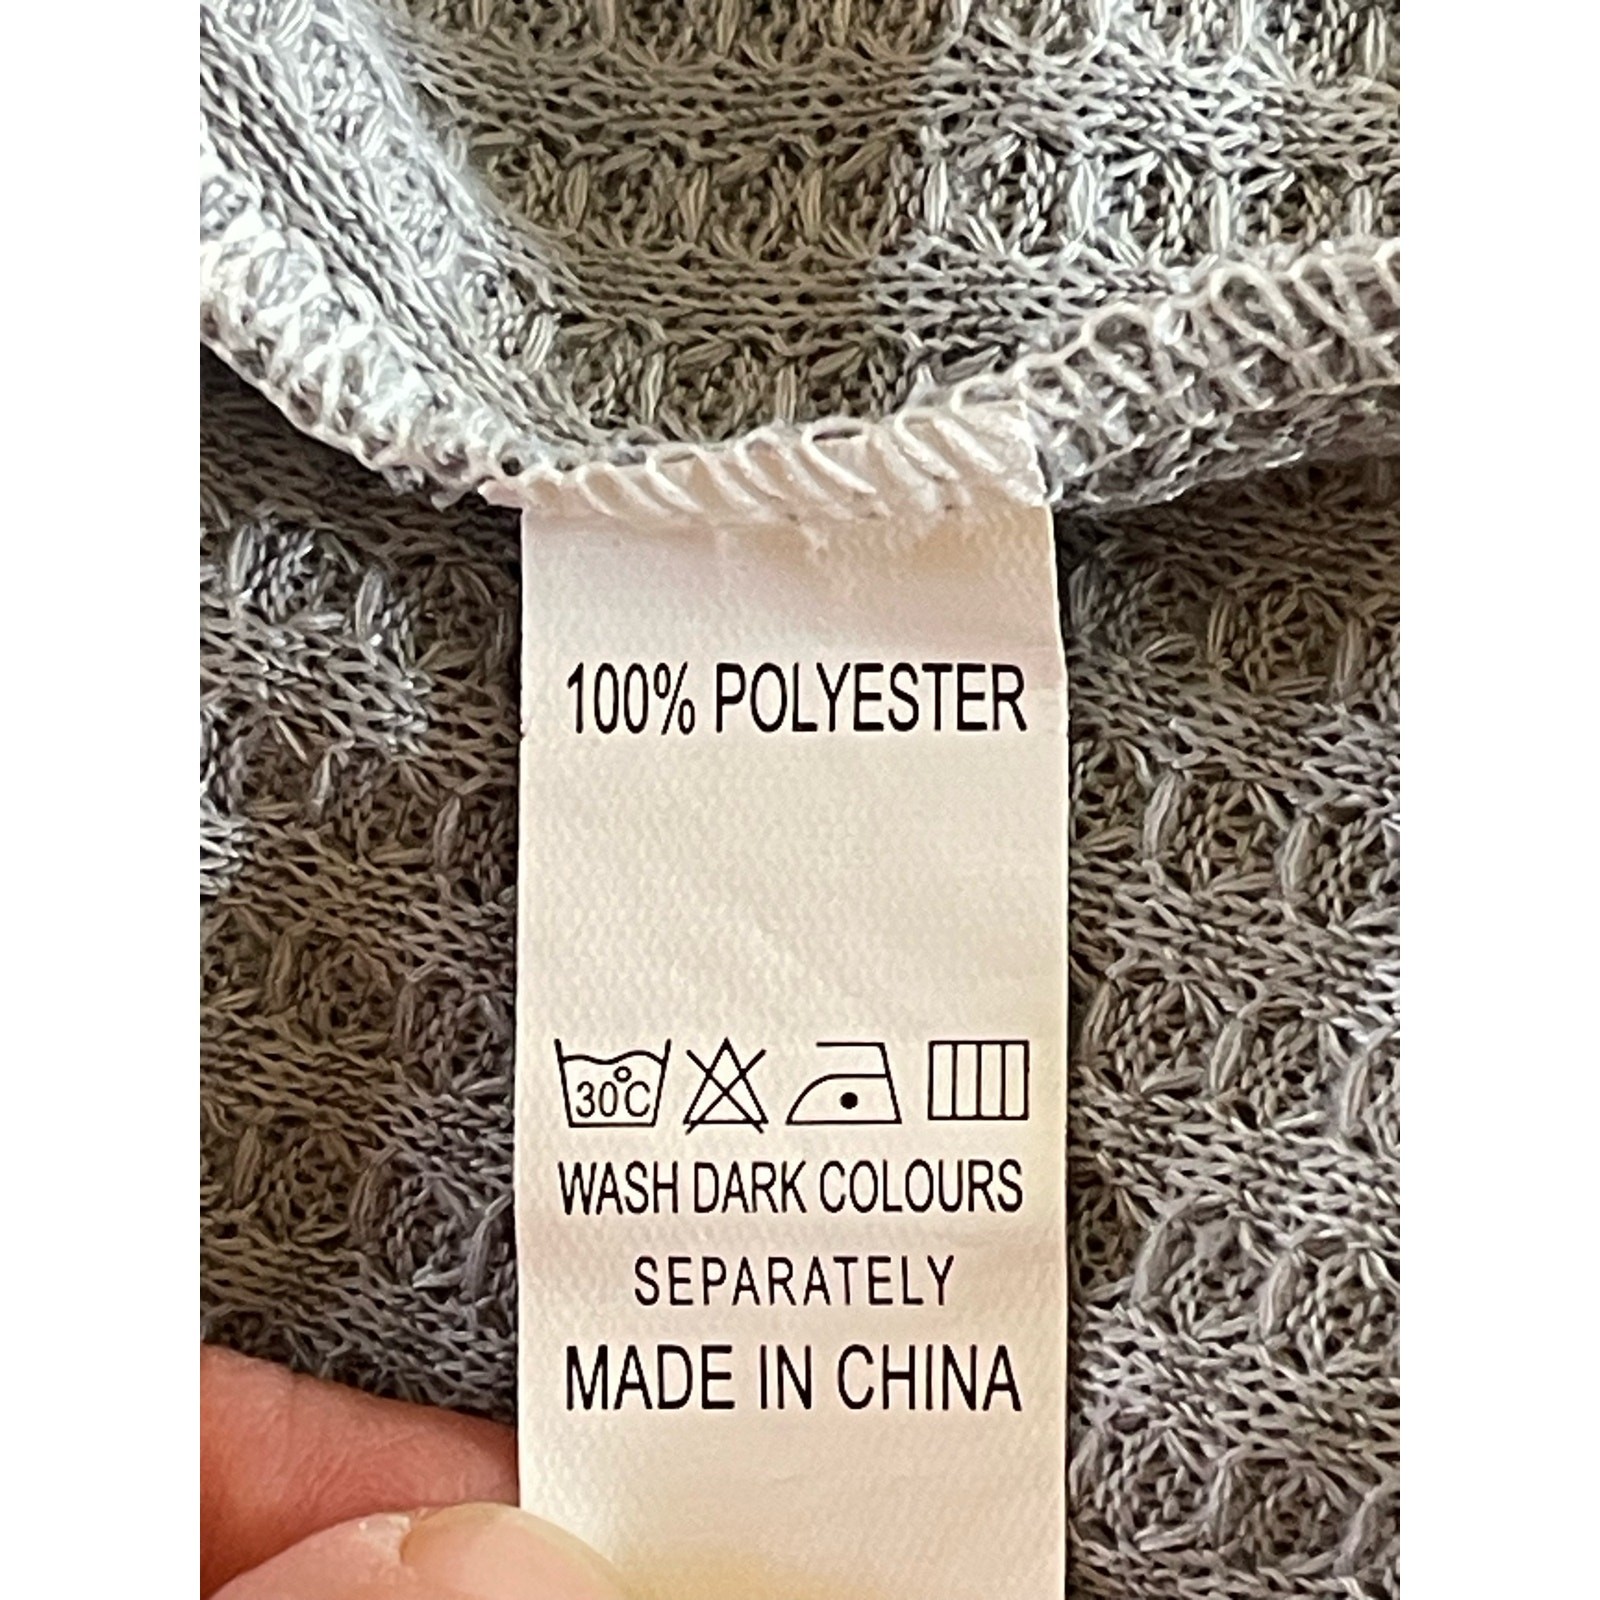 100% POLYESTER
30°C
WASH DARK COLOURS
SEPARATELY
MADE IN CHINA